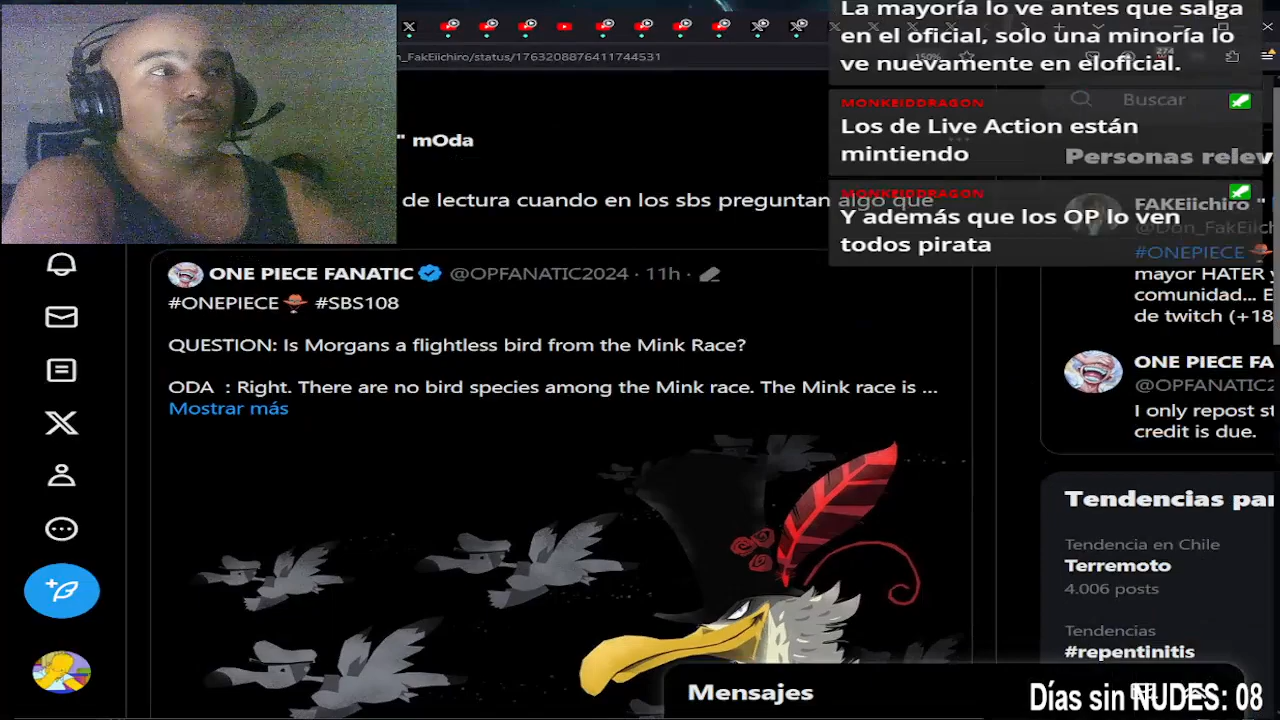 La mayoría lo ve antes que salga
en el oficial, solo una minoría lo
ve nuevamente en eloficial.
_FakEiichiro/status/1763208876411744531
274
MONKEIDDRAGON
Los de Live Action están
mintiendo
Buscar
" mOda
Personas relev
MONKEIDDRAGON
Y además que los OP lo ven
todos pirata
de lectura cuando en los sbs preguntan algo que
FAKEiichiro "
@Don_FakEiich
#ONEPIECE
mayor HATER y
comunidad... E
de twitch (+18
ONE PIECE FANATIC @OPFANATIC2024 · 11h ·
#ONEPIECE #SBS108
QUESTION: Is Morgans a flightless bird from the Mink Race?
ODA : Right. There are no bird species among the Mink race. The Mink race is ...
Mostrar más
ONE PIECE FA
@OPFANATIC2
I only repost st
credit is due.
Tendencias par
Tendencia en Chile
Terremoto
4.006 posts
Tendencias
#repentinitis
Mensajes
Días sin NUDES: 08